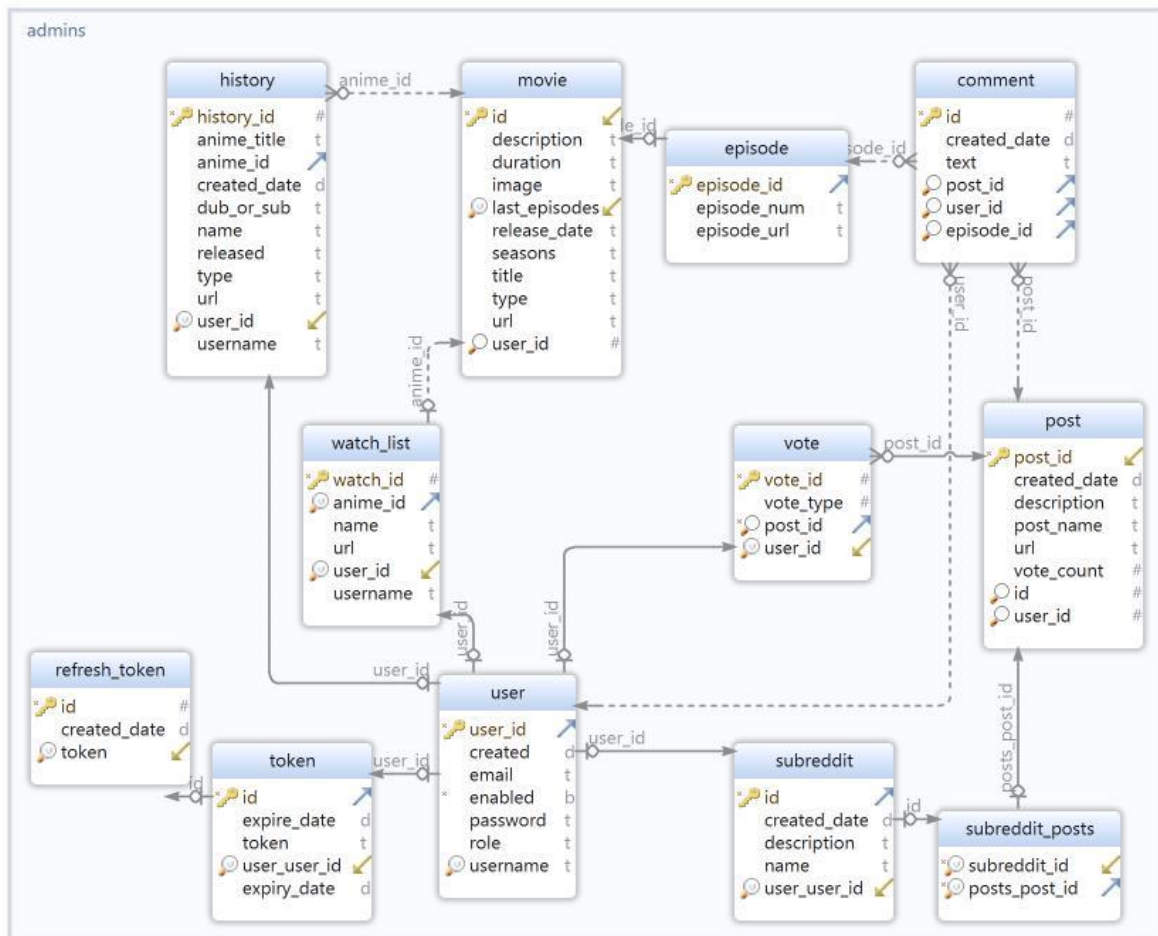 admins
history
history_id #
anime_title t
anime_id
created_date d
dub_or_sub t
name t
released t
type t
url t
user_id
username t
anime_id
movie
id
description t
duration t
image t
last_episodes
release_date t
seasons t
title t
type t
url t
user_id #
le_id
episode
episode_id
episode_num t
episode_url t
sode_id
comment
id #
created_date d
text t
post_id
user_id
episode_id
user_id
post_id
anime_id
watch_list
watch_id #
anime_id
name t
url t
user_id
username t
vote
vote_id #
vote_type #
post_id
user_id
post_id
post
post_id
created_date d
description t
post_name t
url t
vote_count #
id #
user_id #
user_id
user_id
user_id
refresh_token
id #
created_date d
token
id
token
id
expire_date d
token t
user_user_id
expiry_date d
user_id
user
user_id
created d
email t
enabled b
password t
role t
username t
user_id
subreddit
id
created_date d
description t
name t
user_user_id
id
posts_post_id
subreddit_posts
subreddit_id
posts_post_id